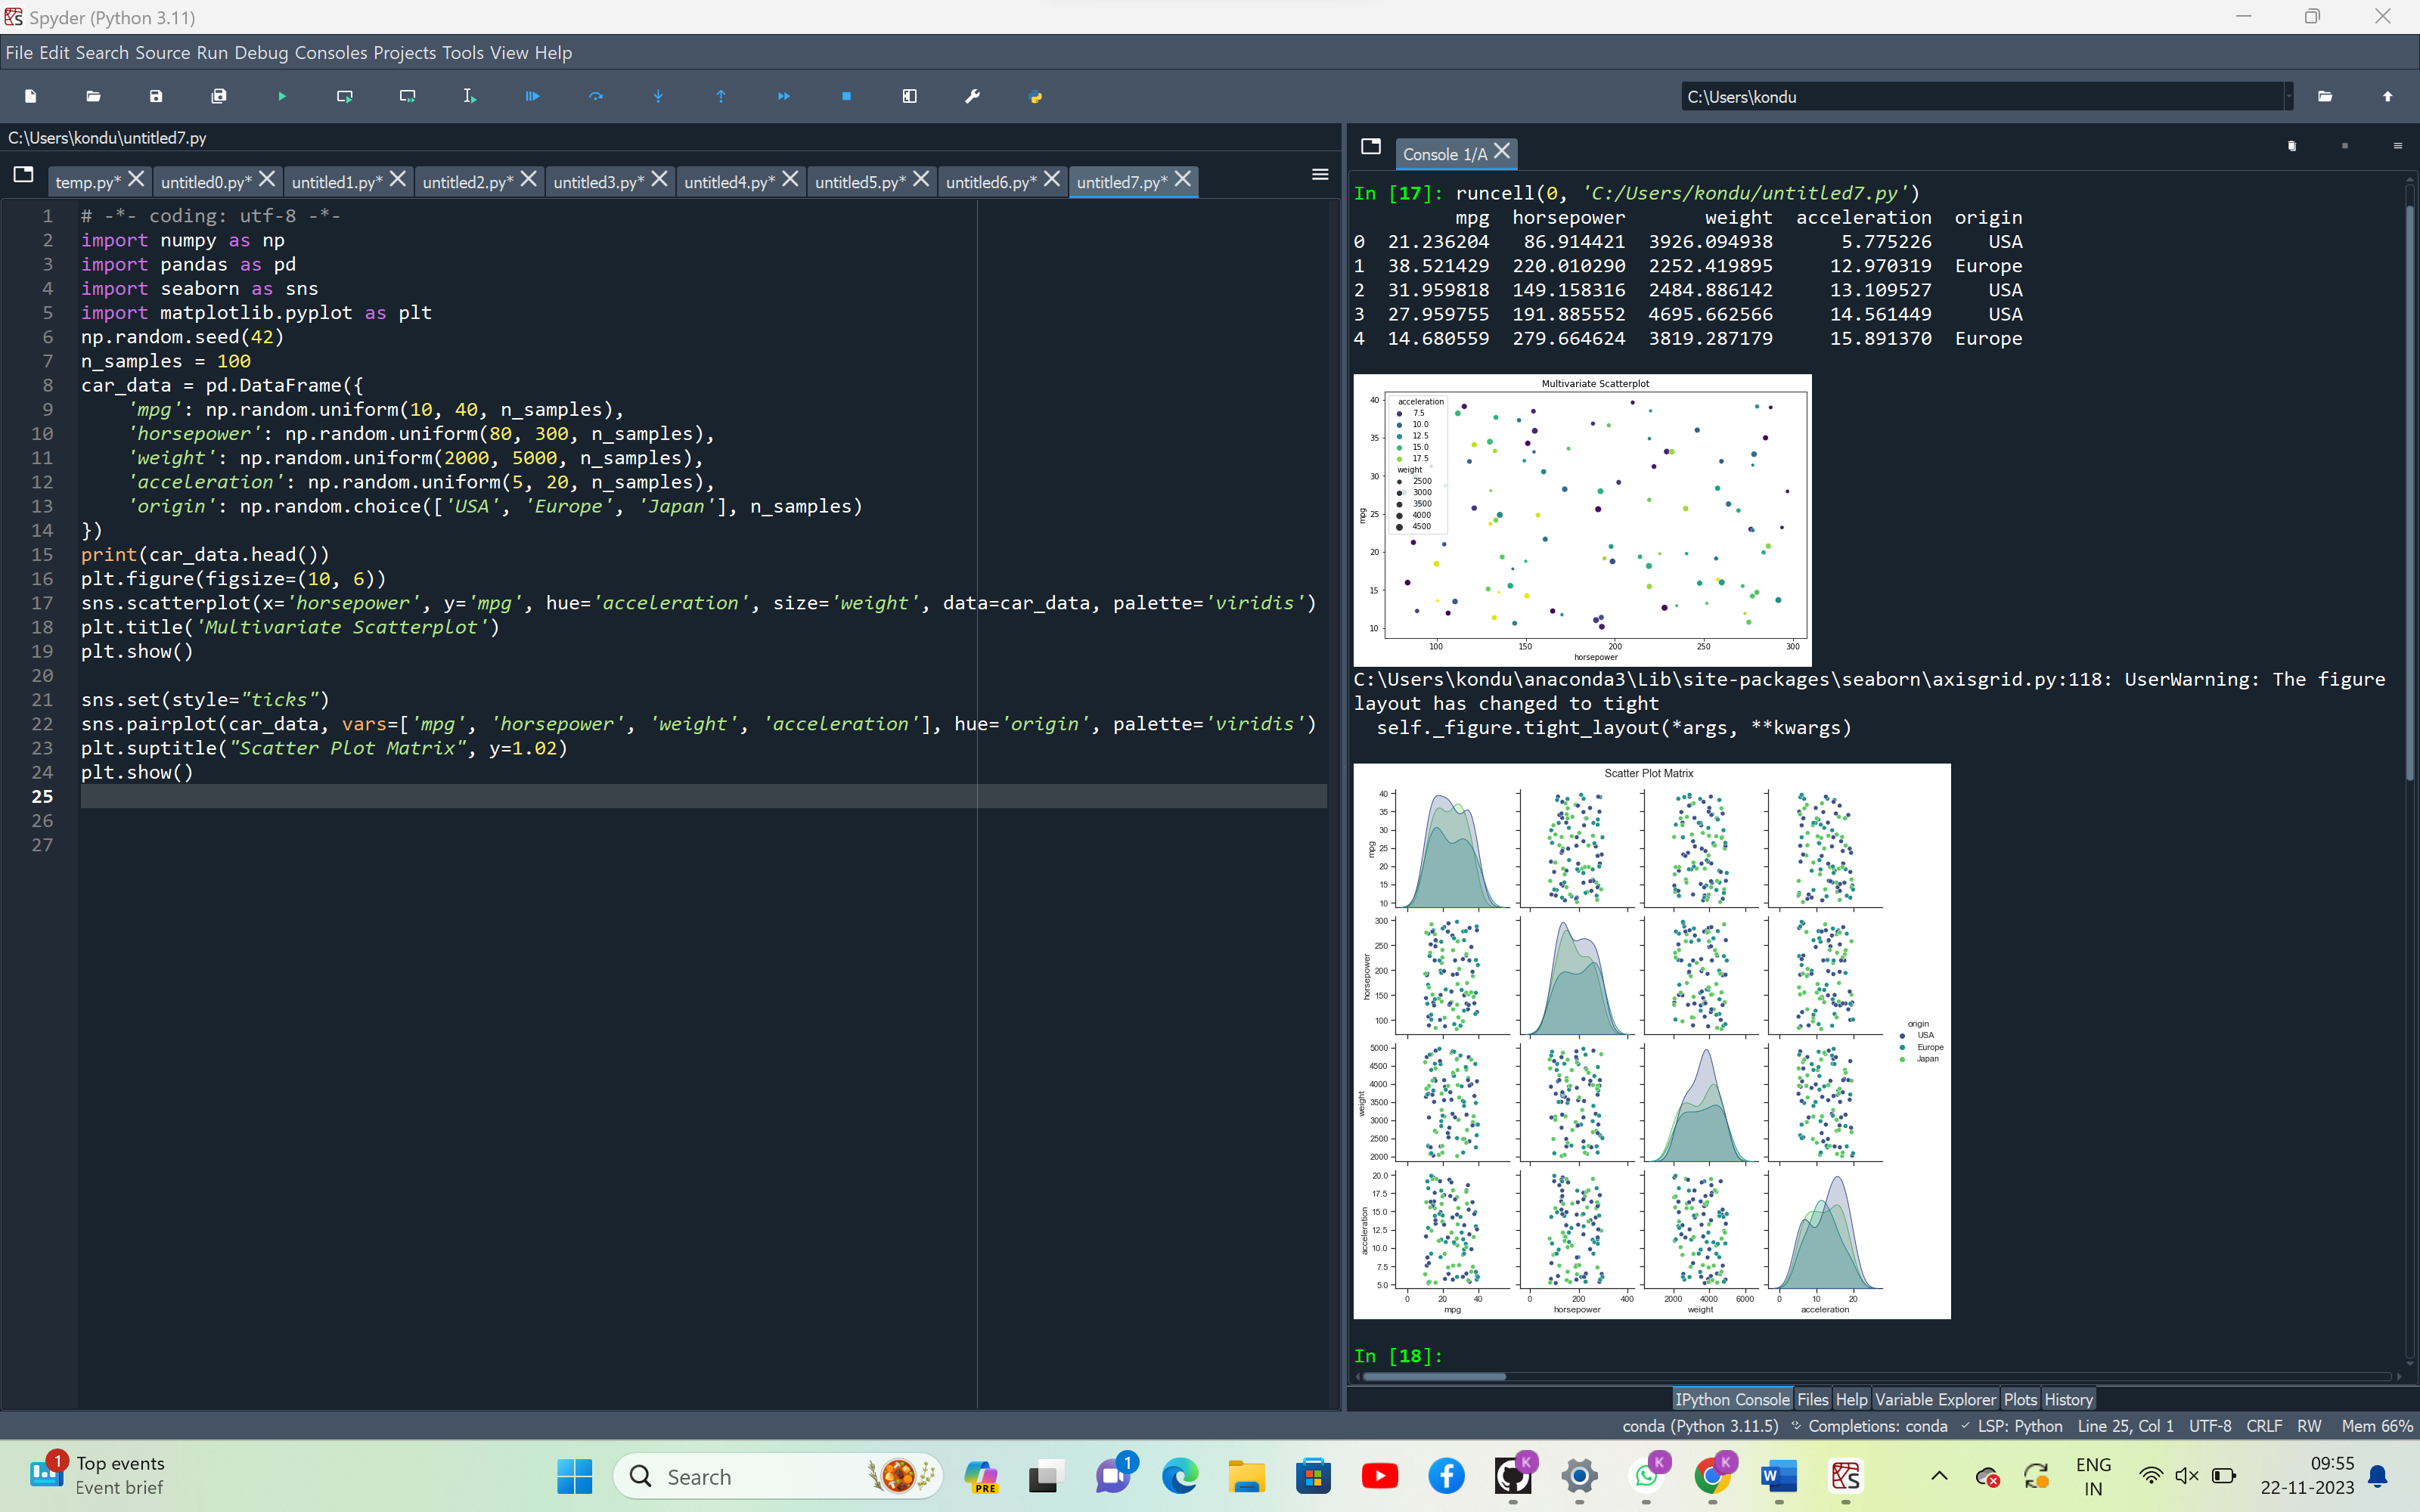 Spyder (Python 3.11)
File Edit Search Source Run Debug Consoles Projects Tools View Help
C:\Users\kondu
C:\Users\kondu\untitled7.py
temp.py* untitled0.py* untitled1.py* untitled2.py* untitled3.py* untitled4.py* untitled5.py* untitled6.py* untitled7.py*
1 # -*- coding: utf-8 -*-
2 import numpy as np
3 import pandas as pd
4 import seaborn as sns
5 import matplotlib.pyplot as plt
6 np.random.seed(42)
7 n_samples = 100
8 car_data = pd.DataFrame({
9 'mpg': np.random.uniform(10, 40, n_samples),
10 'horsepower': np.random.uniform(80, 300, n_samples),
11 'weight': np.random.uniform(2000, 5000, n_samples),
12 'acceleration': np.random.uniform(5, 20, n_samples),
13 'origin': np.random.choice(['USA', 'Europe', 'Japan'], n_samples)
14 })
15 print(car_data.head())
16 plt.figure(figsize=(10, 6))
17 sns.scatterplot(x='horsepower', y='mpg', hue='acceleration', size='weight', data=car_data, palette='viridis')
18 plt.title('Multivariate Scatterplot')
19 plt.show()
20
21 sns.set(style="ticks")
22 sns.pairplot(car_data, vars=['mpg', 'horsepower', 'weight', 'acceleration'], hue='origin', palette='viridis')
23 plt.suptitle("Scatter Plot Matrix", y=1.02)
24 plt.show()
25
26
27
Console 1/A
In [17]: runcell(0, 'C:/Users/kondu/untitled7.py')
mpg horsepower weight acceleration origin
0 21.236204 86.914421 3926.094938 5.775226 USA
1 38.521429 220.010290 2252.419895 12.970319 Europe
2 31.959818 149.158316 2484.886142 13.109527 USA
3 27.959755 191.885552 4695.662566 14.561449 USA
4 14.680559 279.664624 3819.287179 15.891370 Europe
Multivariate Scatterplot
acceleration
7.5
10.0
12.5
15.0
17.5
weight
2500
3000
3500
4000
4500
40
35
30
25
20
15
10
mpg
100 150 200 250 300
horsepower
C:\Users\kondu\anaconda3\Lib\site-packages\seaborn\axisgrid.py:118: UserWarning: The figure
layout has changed to tight
self._figure.tight_layout(*args, **kwargs)
Scatter Plot Matrix
40
35
30
25
20
15
10
mpg
300
250
200
150
100
horsepower
5000
4500
4000
3500
3000
2500
2000
weight
20.0
17.5
15.0
12.5
10.0
7.5
5.0
acceleration
0 20 40 0 200 400 2000 4000 6000 0 10 20
mpg horsepower weight acceleration
origin
USA
Europe
Japan
In [18]:
IPython Console Files Help Variable Explorer Plots History
conda (Python 3.11.5) Completions: conda LSP: Python Line 25, Col 1 UTF-8 CRLF RW Mem 66%
1
Top events
Event brief
Search
PRE
1
K
K
K
W
ENG
IN
09:55
22-11-2023